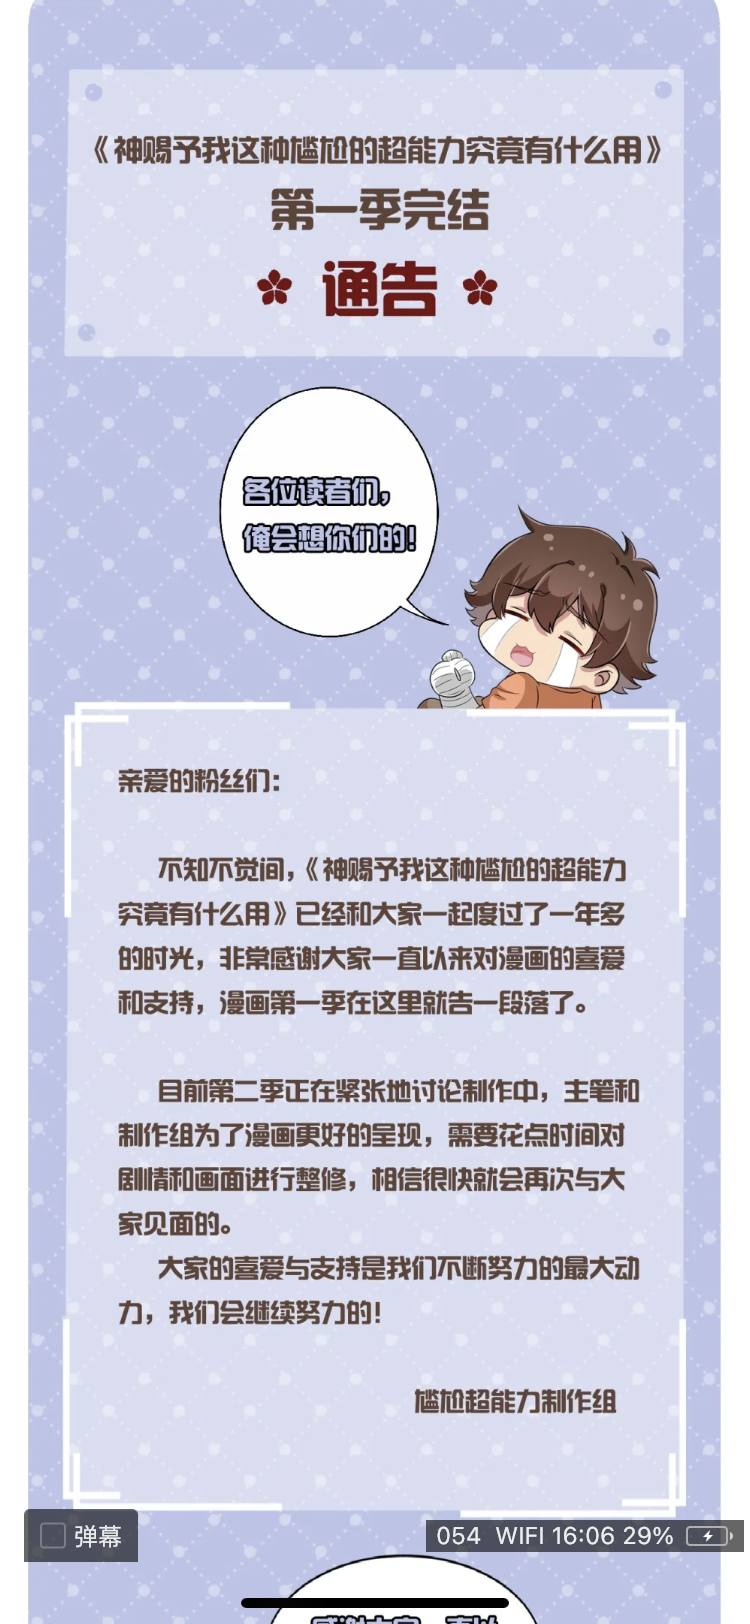 《神赐予我这种尴尬的超能力究竟有什么用》
第一季完结
通告
各位读者们，
俺会想你们的！
亲爱的粉丝们：
不知不觉间，《神赐予我这种尴尬的超能力
究竟有什么用》已经和大家一起度过了一年多
的时光，非常感谢大家一直以来对漫画的喜爱
和支持，漫画第一季在这里就告一段落了。
目前第二季正在紧张地讨论制作中，主笔和
制作组为了漫画更好的呈现，需要花点时间对
剧情和画面进行整修，相信很快就会再次与大
家见面的。
大家的喜爱与支持是我们不断努力的最大动
力，我们会继续努力的！
尴尬超能力制作组
弹幕
054 WIFI 16:06 29%